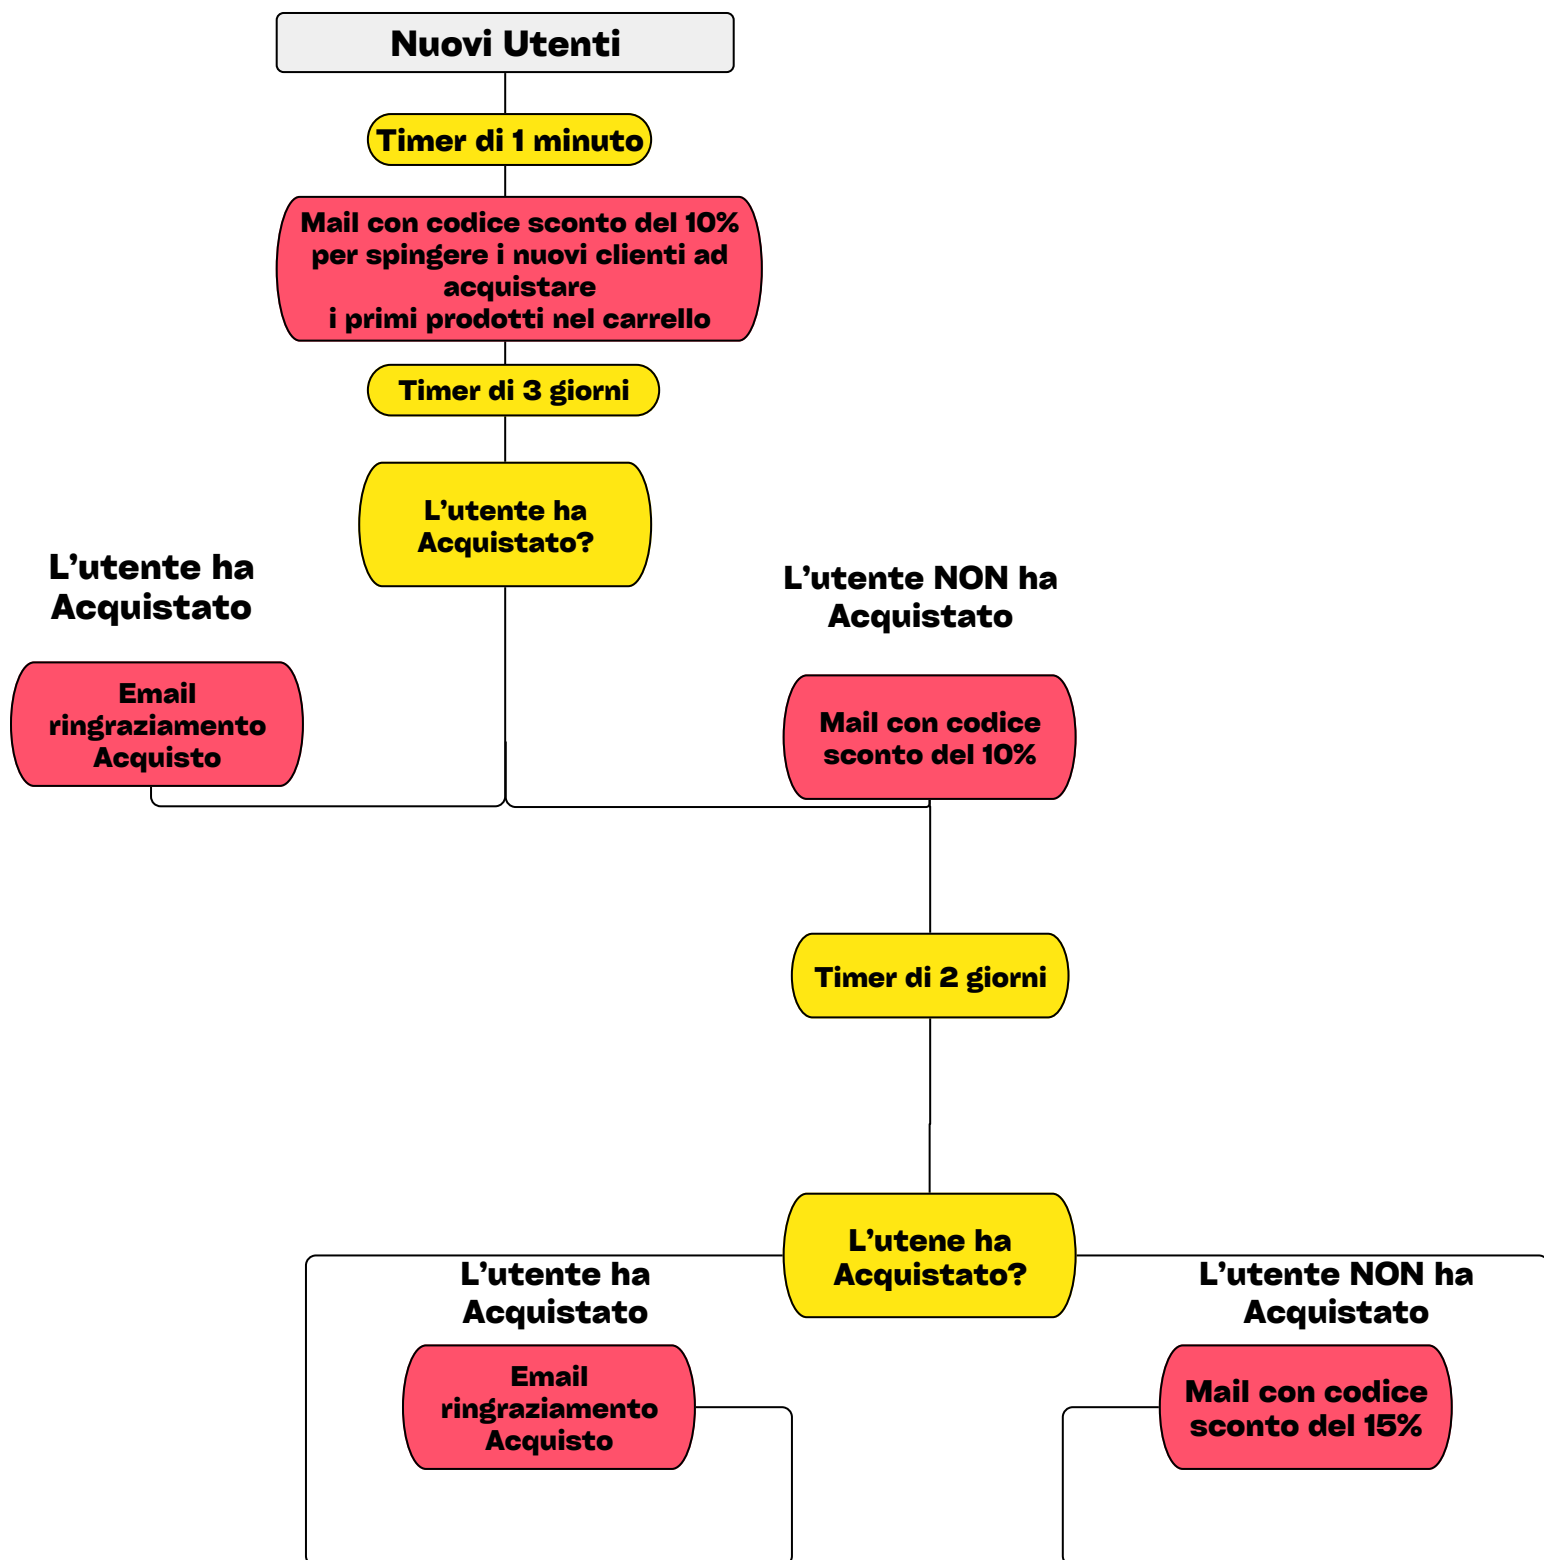 Nuovi Utenti
Timer di 1 minuto
Mail con codice sconto del 10%
per spingere i nuovi clienti ad
acquistare
i primi prodotti nel carrello
Timer di 3 giorni
L'utente ha
Acquistato?
L'utente ha
Acquistato
L'utente NON ha
Acquistato
Email
ringraziamento
Acquisto
Mail con codice
sconto del 10%
Timer di 2 giorni
L'utene ha
Acquistato?
L'utente ha
Acquistato
L'utente NON ha
Acquistato
Email
ringraziamento
Acquisto
Mail con codice
sconto del 15%